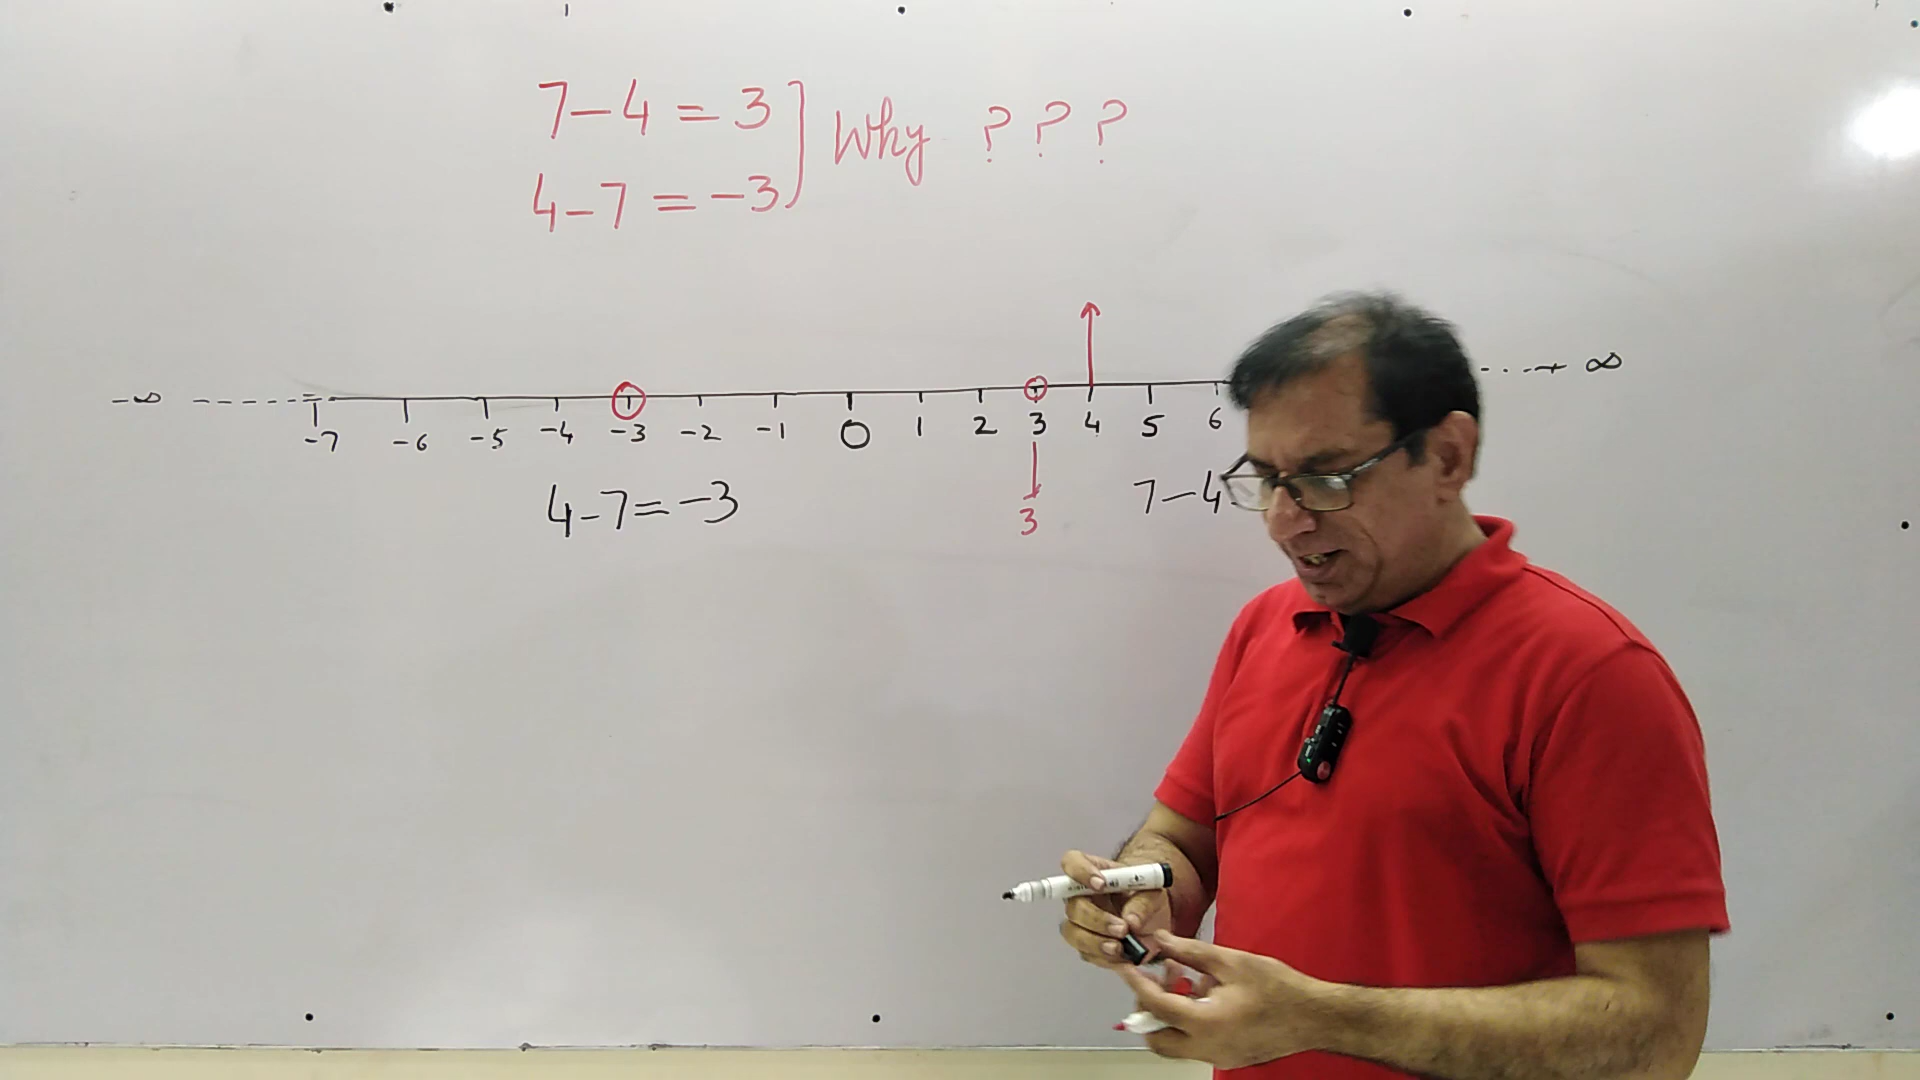 7-4 = 3
4-7 = -3
Why ? ? ?
-∞
∞
-7 -6 -5 -4 -3 -2 -1 0 1 2 3 4 5 6
4-7=-3
3
7-4